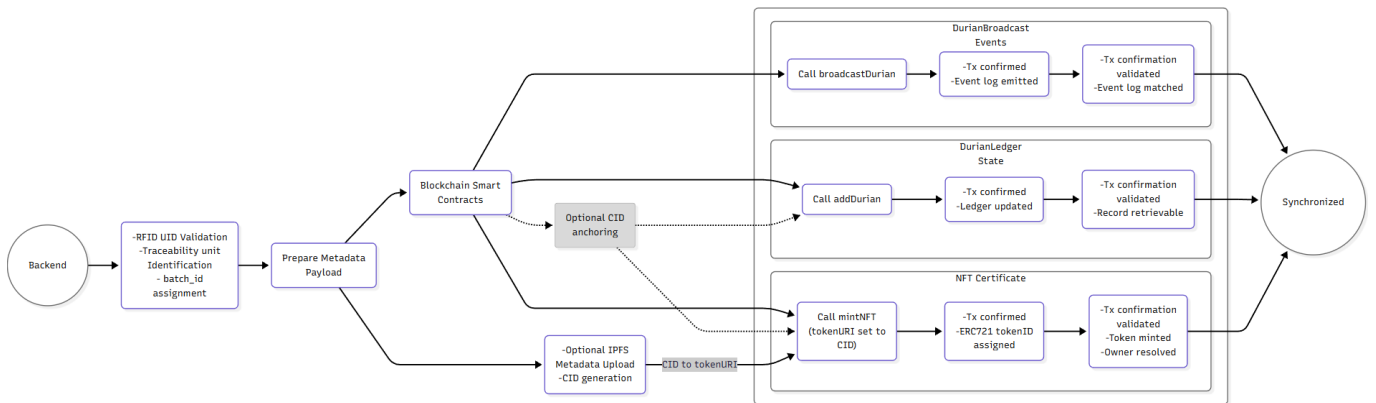 Backend
-RFID UID Validation
-Traceability unit
Identification
- batch_id
assignment
Prepare Metadata
Payload
Blockchain Smart
Contracts
Optional CID
anchoring
-Optional IPFS
Metadata Upload
-CID generation
CID to tokenURI
DurianBroadcast
Events
Call broadcastDurian
-Tx confirmed
-Event log emitted
-Tx confirmation
validated
-Event log matched
DurianLedger
State
Call addDurian
-Tx confirmed
-Ledger updated
-Tx confirmation
validated
-Record retrievable
NFT Certificate
Call mintNFT
(tokenURI set to
CID)
-Tx confirmed
-ERC721 tokenID
assigned
-Tx confirmation
validated
-Token minted
-Owner resolved
Synchronized